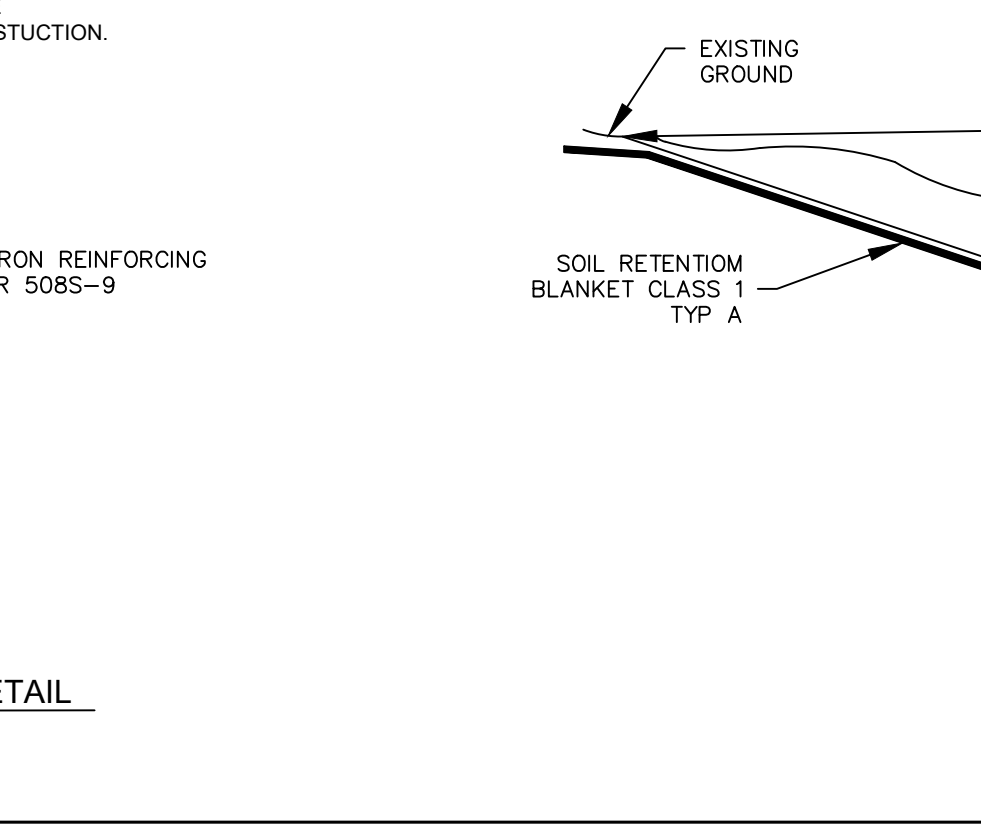 STUCTION.
EXISTING
GROUND
RON REINFORCING
R 508S-9
SOIL RETENTIOM
BLANKET CLASS 1
TYP A
ETAIL